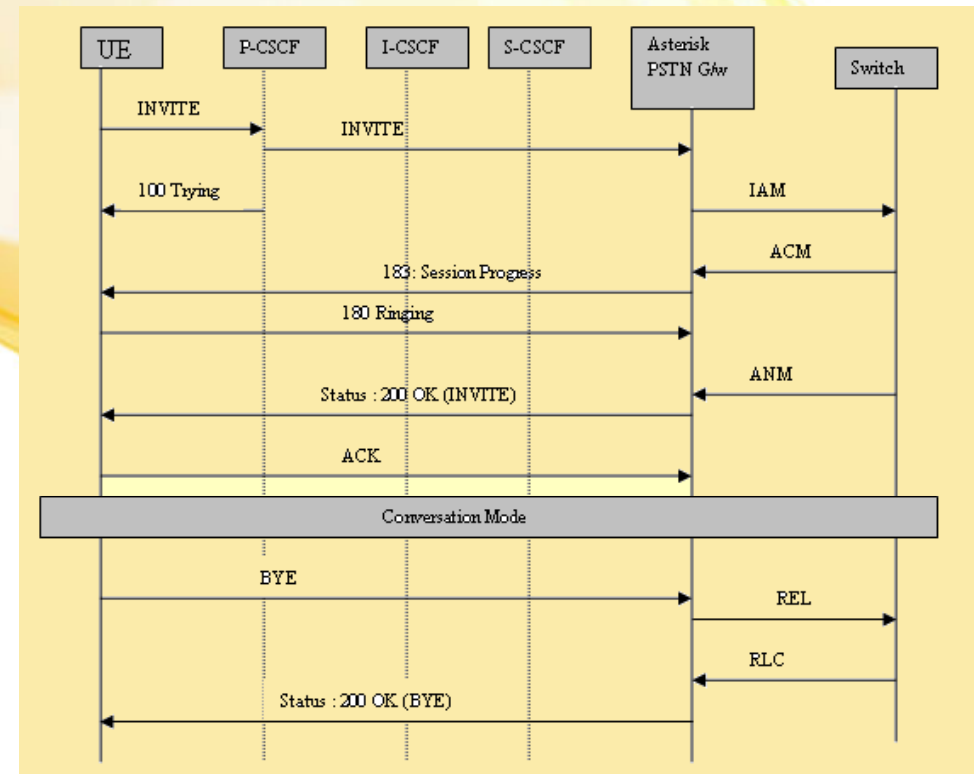 UE
P-CSCF
I-CSCF
S-CSCF
Asterisk
PSTN G/w
Switch
INVITE
INVITE
100 Trying
IAM
ACM
183: Session Progress
180 Ringing
ANM
Status : 200 OK (INVITE)
ACK
Conversation Mode
BYE
REL
RLC
Status : 200 OK (BYE)